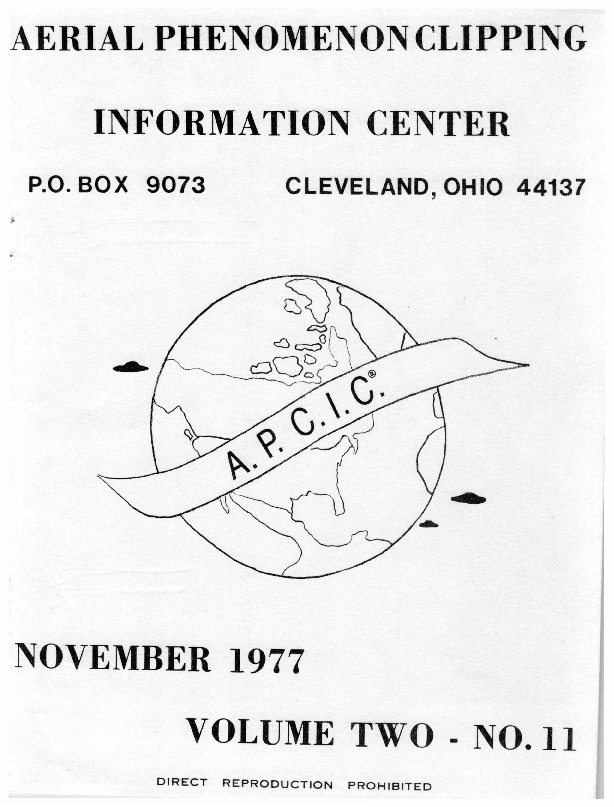 AERIAL PHENOMENON CLIPPING
INFORMATION CENTER
P.O. BOX 9073 CLEVELAND, OHIO 44137
A.P.C.I.C.®
NOVEMBER 1977
VOLUME TWO - NO. 11
DIRECT REPRODUCTION PROHIBITED